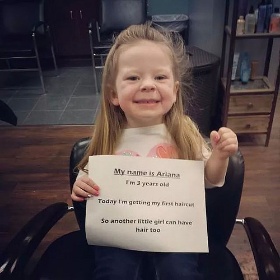 My name is Ariana
I'm 3 years old
Today I'm getting my first haircut
So another little girl can have
hair too